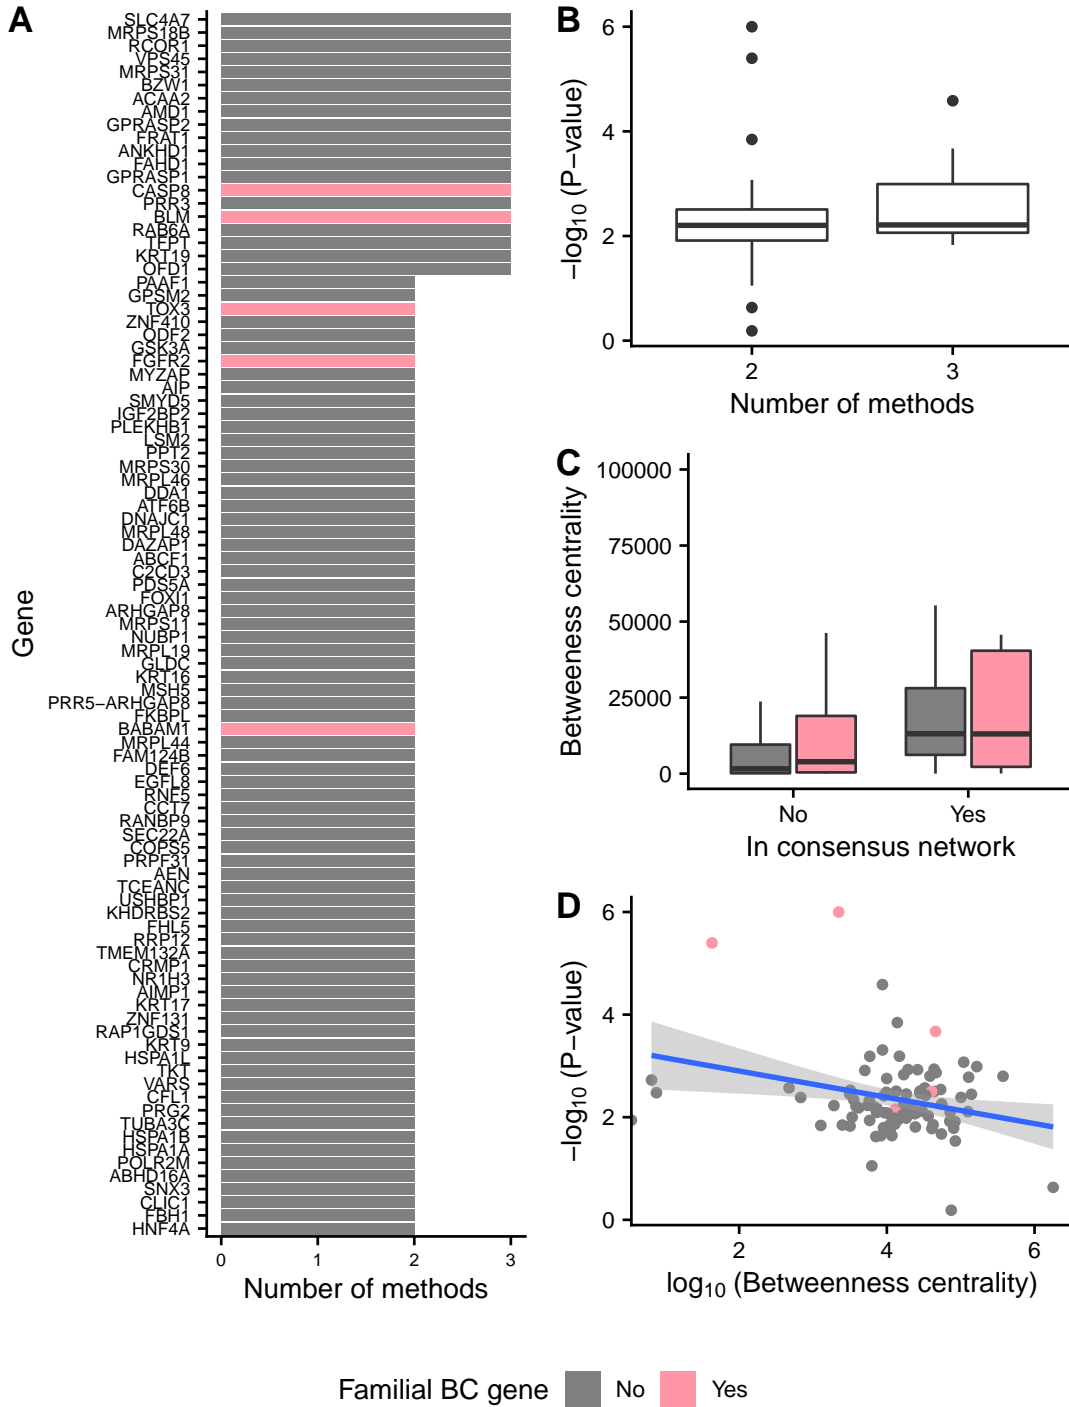 A
SLC4A7
MRPS18B
RCOR1
VPS45
MRPS31
BZW1
ACAA2
AMD1
GPRASP2
FRAT1
ANKHD1
FAHD1
GPRASP1
CASP8
PRR3
BLM
RAB6A
TFPT
KRT19
OFD1
PAAF1
GPSM2
TOX3
ZNF410
ODF2
GSK3A
FGFR2
MYZAP
AIP
SMYD5
IGF2BP2
PLEKHB1
LSM2
PPT2
MRPS30
MRPL46
DDA1
ATF6B
DNAJC1
MRPL48
DAZAP1
ABCF1
C2CD3
PDS5A
FOXI1
ARHGAP8
MRPS11
NUBP1
MRPL19
GLDC
KRT16
MSH5
PRR5−ARHGAP8
FKBPL
BABAM1
MRPL44
FAM124B
DEF6
EGFL8
RNF5
CCT7
RANBP9
SEC22A
COPS5
PRPF31
AEN
TCEANC
USHBP1
KHDRBS2
FHL5
RRP12
TMEM132A
CRMP1
NR1H3
AIMP1
KRT17
ZNF131
RAP1GDS1
KRT9
HSPA1L
TKT
VARS
CFL1
PRG2
TUBA3C
HSPA1B
HSPA1A
POLR2M
ABHD16A
SNX3
CLIC1
FBH1
HNF4A
Gene
0 1 2 3
Number of methods
B
6
4
2
0
−log10 (P−value)
2 3
Number of methods
C
100000
75000
50000
25000
0
Betweeness centrality
No Yes
In consensus network
D
6
4
2
0
−log10 (P−value)
2 4 6
log10 (Betweenness centrality)
Familial BC gene No Yes